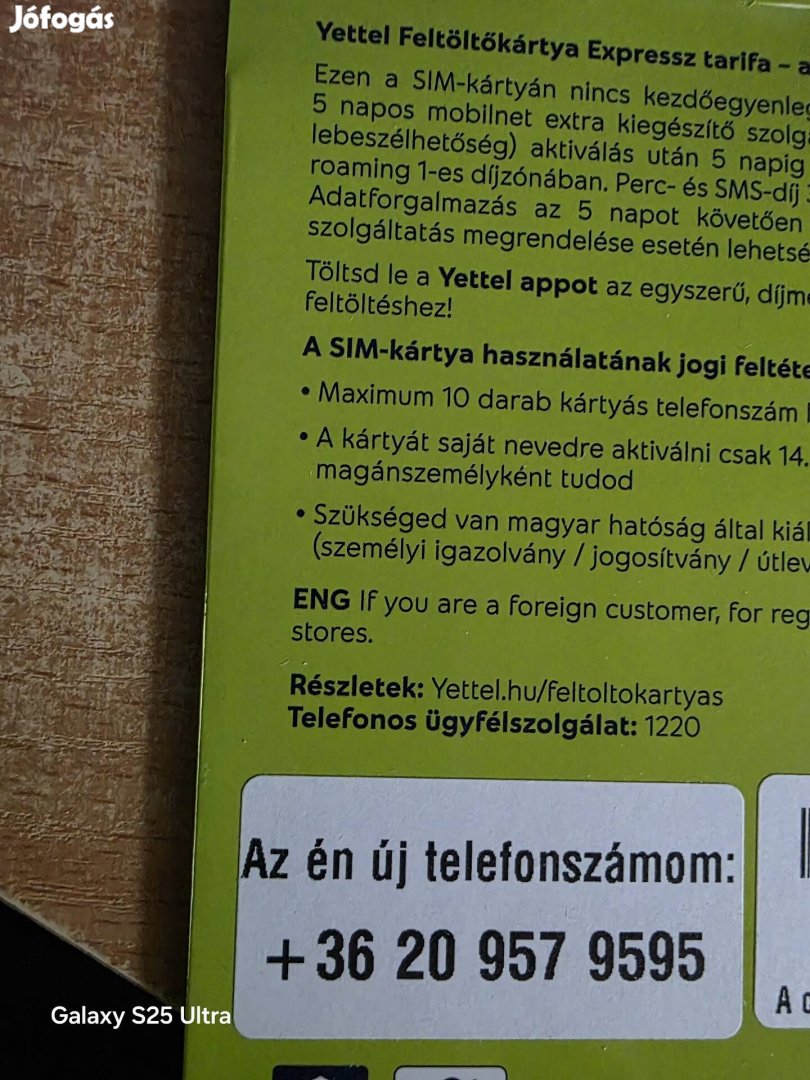 Jófogás
Yettel Feltöltőkártya Expressz tarifa – a
Ezen a SIM-kártyán nincs kezdőegyenleg
5 napos mobilnet extra kiegészítő szolg
lebeszélhetőség) aktiválás után 5 napig
roaming 1-es díjzónában. Perc- és SMS-díj
Adatforgalmazás az 5 napot követően
szolgáltatás megrendelése esetén lehetsé
Töltsd le a Yettel appot az egyszerű, díjm
feltöltéshez!
A SIM-kártya használatának jogi feltéte
• Maximum 10 darab kártyás telefonszám
• A kártyát saját nevedre aktiválni csak 14.
magánszemélyként tudod
• Szükséged van magyar hatóság által kiál
(személyi igazolvány / jogosítvány / útlev
ENG If you are a foreign customer, for reg
stores.
Részletek: Yettel.hu/feltoltokartyas
Telefonos ügyfélszolgálat: 1220
Az én új telefonszámom:
+36 20 957 9595
A
Galaxy S25 Ultra